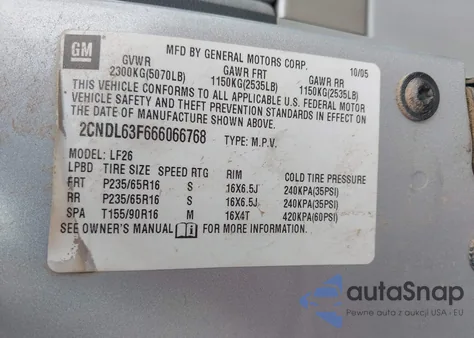 GM
MFD BY GENERAL MOTORS CORP.
10/05
GVWR GAWR FRT GAWR RR
2300KG(5070LB) 1150KG(2535LB) 1150KG(2535LB)
THIS VEHICLE CONFORMS TO ALL APPLICABLE U.S. FEDERAL MOTOR
VEHICLE SAFETY AND THEFT PREVENTION STANDARDS IN EFFECT ON
THE DATE OF MANUFACTURE SHOWN ABOVE.
2CNDL63F666066768 TYPE: M.P.V.
MODEL: LF26
LPBD TIRE SIZE SPEED RTG RIM COLD TIRE PRESSURE
FRT P235/65R16 S 16X6.5J 240KPA(35PSI)
RR P235/65R16 S 16X6.5J 240KPA(35PSI)
SPA T155/90R16 M 16X4T 420KPA(60PSI)
SEE OWNER'S MANUAL FOR MORE INFORMATION.
autaSnap
Pewne auta z aukcji USA i EU